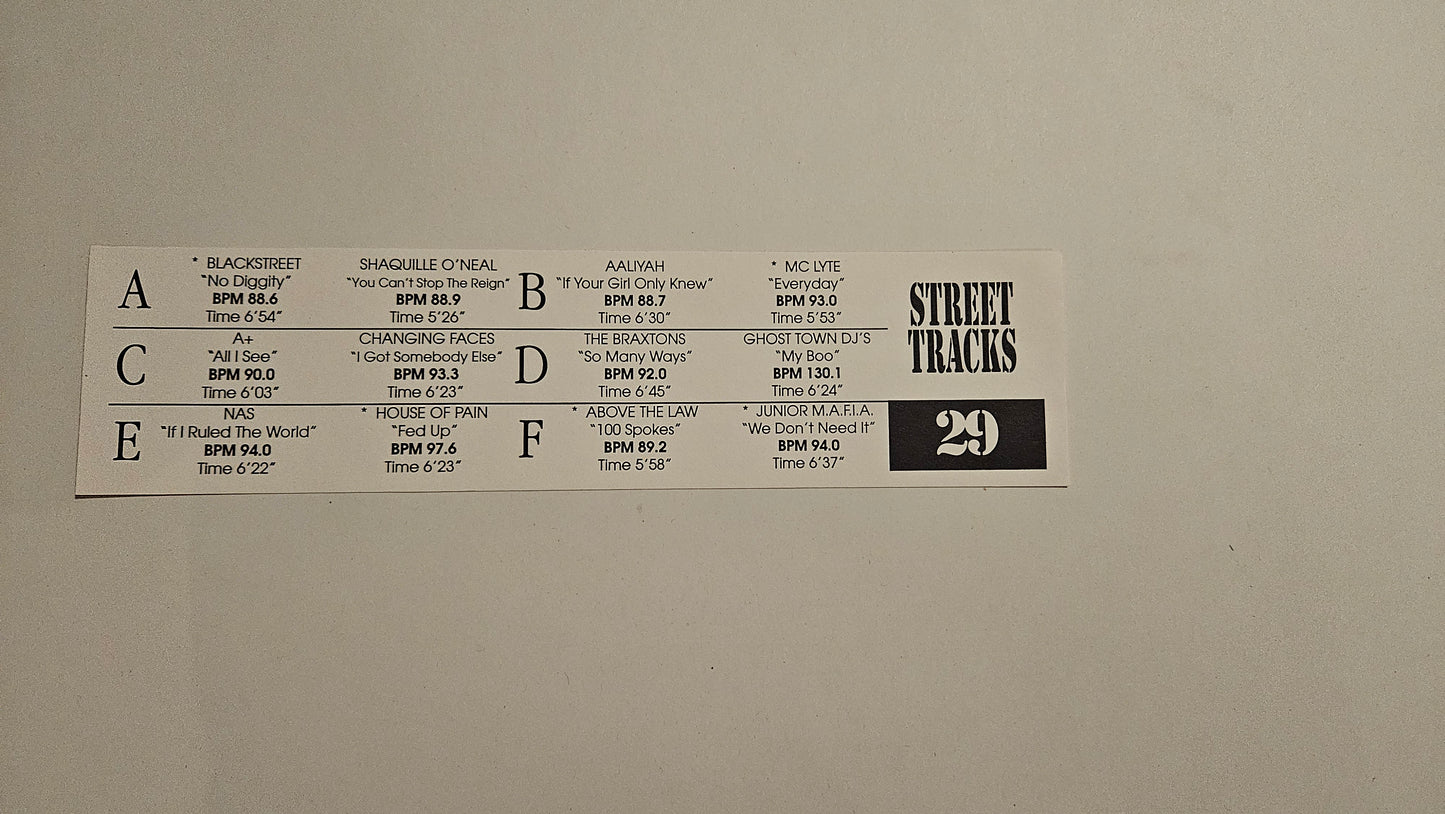 A
* BLACKSTREET
"No Diggity"
BPM 88.6
Time 6'54"
SHAQUILLE O'NEAL
"You Can't Stop The Reign"
BPM 88.9
Time 5'26"
B
AALIYAH
"If Your Girl Only Knew"
BPM 88.7
Time 6'30"
* MC LYTE
"Everyday"
BPM 93.0
Time 5'53"
C
A+
"All I See"
BPM 90.0
Time 6'03"
CHANGING FACES
"I Got Somebody Else"
BPM 93.3
Time 6'23"
D
THE BRAXTONS
"So Many Ways"
BPM 92.0
Time 6'45"
GHOST TOWN DJ'S
"My Boo"
BPM 130.1
Time 6'24"
E
NAS
"If I Ruled The World"
BPM 94.0
Time 6'22"
* HOUSE OF PAIN
"Fed Up"
BPM 97.6
Time 6'23"
F
* ABOVE THE LAW
"100 Spokes"
BPM 89.2
Time 5'58"
* JUNIOR M.A.F.I.A.
"We Don't Need It"
BPM 94.0
Time 6'37"
STREET
TRACKS
29